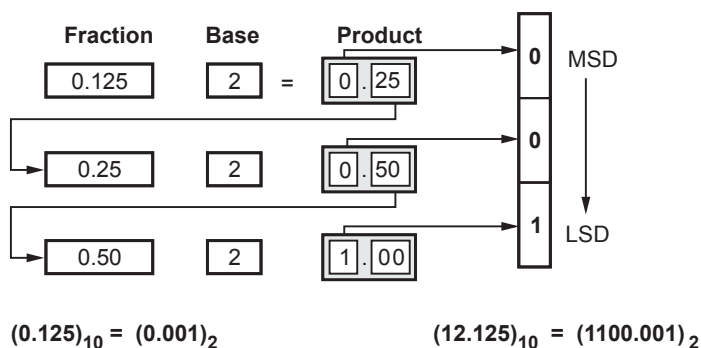 Fraction Base Product
0.125 2 = 0 . 25 0 MSD
0.25 2 0 . 50 0
0.50 2 1 . 00 1 LSD
(0.125)10 = (0.001)2 (12.125)10 = (1100.001)2